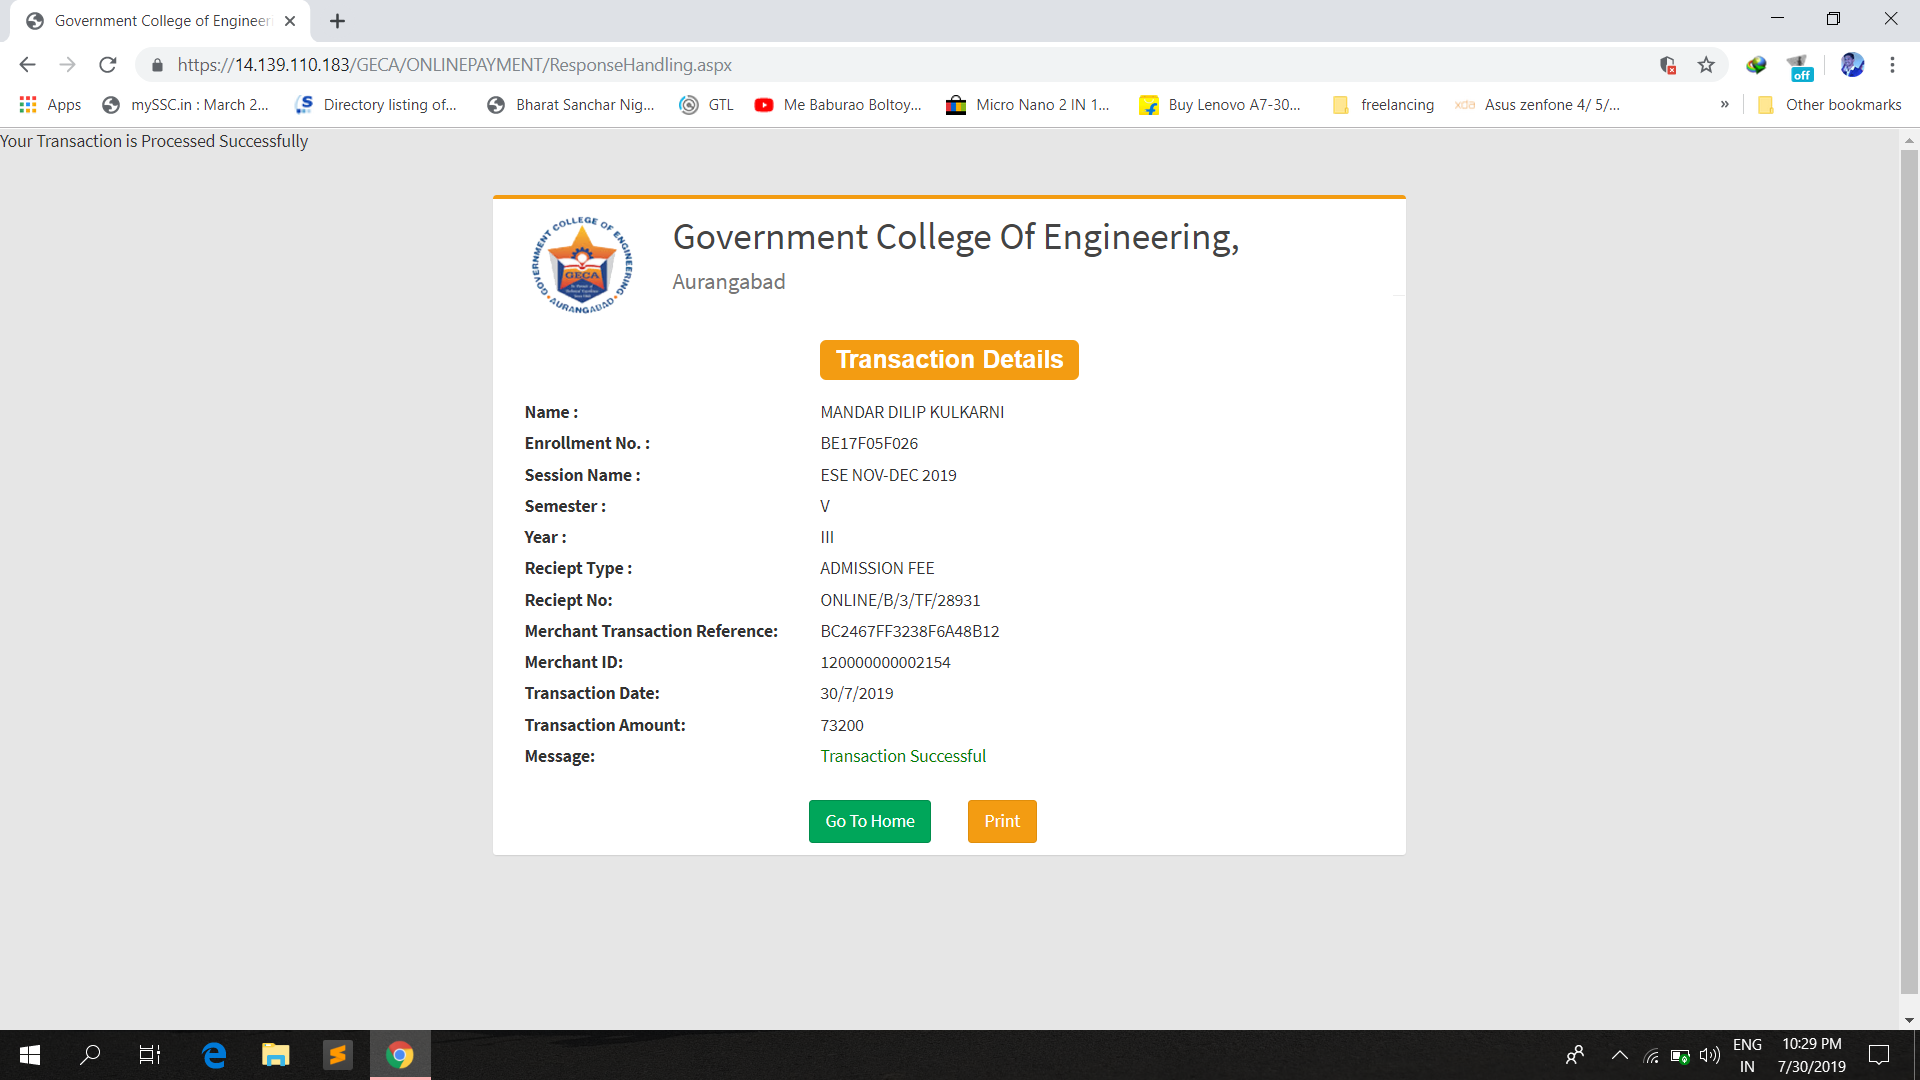 Government College of Engineeri
https://14.139.110.183/GECA/ONLINEPAYMENT/ResponseHandling.aspx
off
Apps mySSC.in : March 2... Directory listing of... Bharat Sanchar Nig... GTL Me Baburao Boltoy... Micro Nano 2 IN 1... Buy Lenovo A7-30... freelancing xda Asus zenfone 4/ 5/... » Other bookmarks
Your Transaction is Processed Successfully
GOVERNMENT COLLEGE OF ENGINEERING
GECA
AURANGABAD
Government College Of Engineering,
Aurangabad
Transaction Details
Name : MANDAR DILIP KULKARNI
Enrollment No. : BE17F05F026
Session Name : ESE NOV-DEC 2019
Semester : V
Year : III
Reciept Type : ADMISSION FEE
Reciept No: ONLINE/B/3/TF/28931
Merchant Transaction Reference: BC2467FF3238F6A48B12
Merchant ID: 120000000002154
Transaction Date: 30/7/2019
Transaction Amount: 73200
Message: Transaction Successful
Go To Home Print
ENG 10:29 PM
IN 7/30/2019